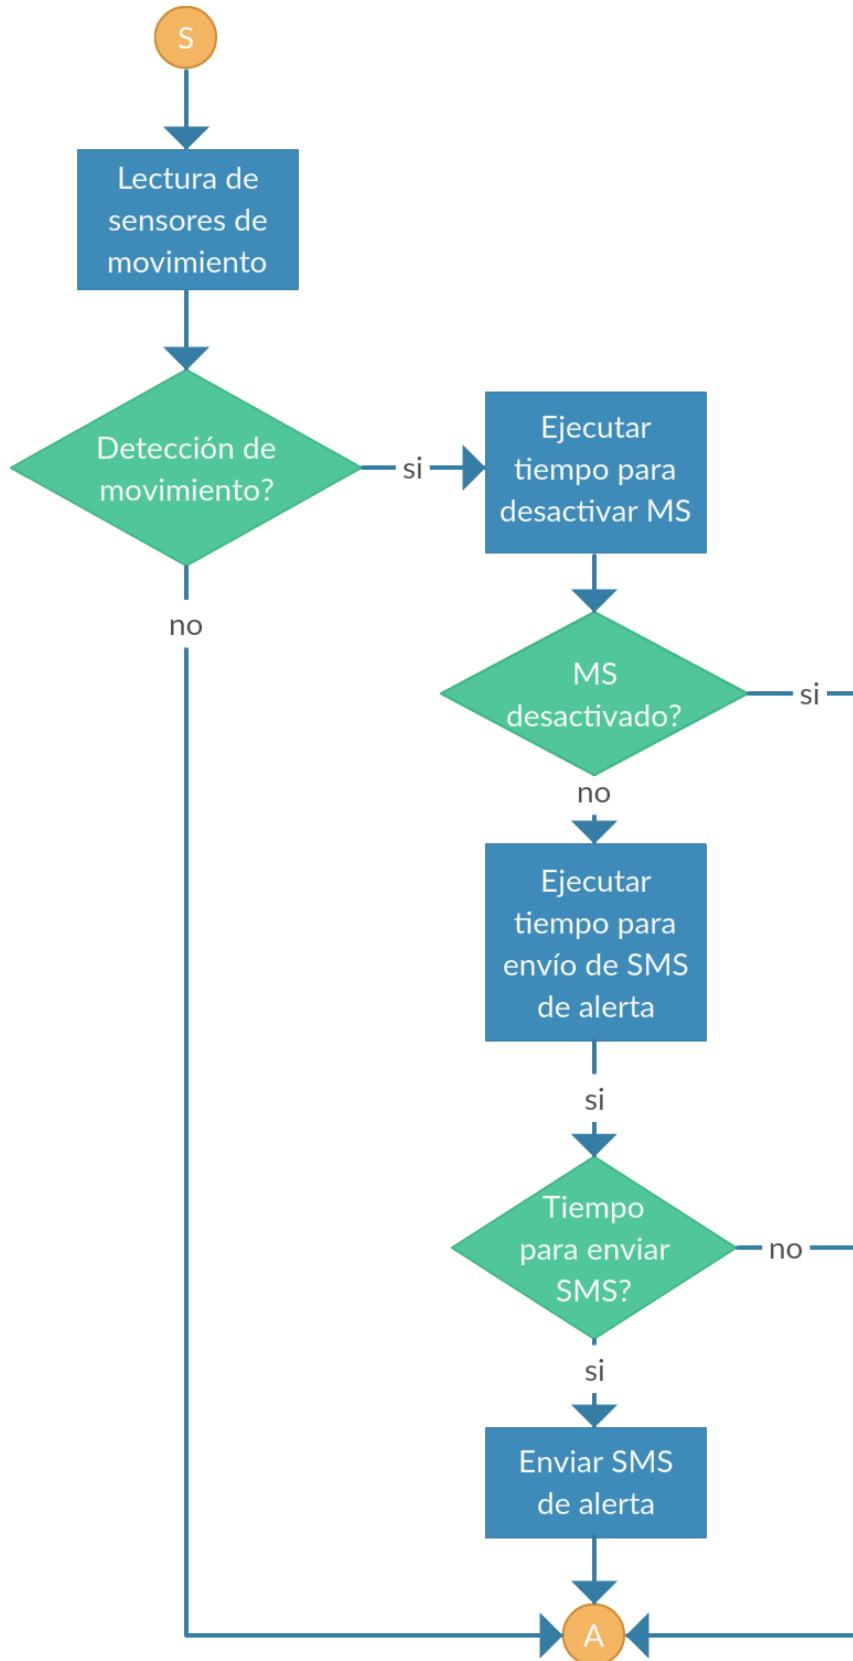 S
Lectura de
sensores de
movimiento
Detección de
movimiento?
si
Ejecutar
tiempo para
desactivar MS
no
MS
desactivado?
si
no
Ejecutar
tiempo para
envío de SMS
de alerta
si
Tiempo
para enviar
SMS?
no
si
Enviar SMS
de alerta
A